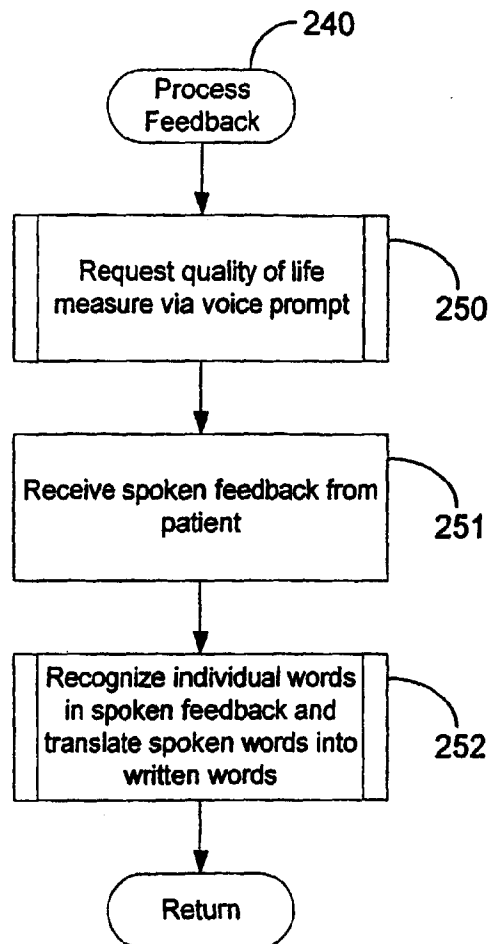 240
Process
Feedback
Request quality of life
measure via voice prompt
250
Receive spoken feedback from
patient
251
Recognize individual words
in spoken feedback and
translate spoken words into
written words
252
Return